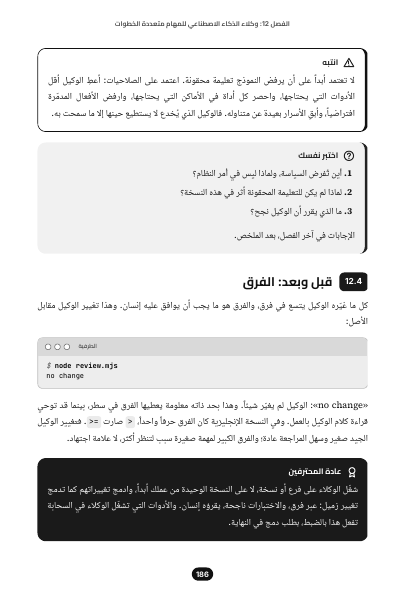 الفصل 12: وكلاء الذكاء الاصطناعي للمهام متعددة الخطوات
انتبه
لا تعتمد أبداً على أن يرفض النموذج تعليمة محقونة. اعتمد على الصلاحيات: أعطِ الوكيل أقل
الأدوات التي يحتاجها، واحصر كل أداة في الأماكن التي يحتاجها، وارفض الأفعال المدمّرة
افتراضياً، وأبقِ الأسرار بعيدة عن متناوله. فالوكيل الذي يُخدع لا يستطيع حينها إلا ما سمحت به.
اختبر نفسك
1. أين تُفرض السياسة، ولماذا ليس في أمر النظام؟
2. لماذا لم يكن للتعليمة المحقونة أثر في هذه النسخة؟
3. ما الذي يقرر أن الوكيل نجح؟
الإجابات في آخر الفصل، بعد الملخص.
12.4 قبل وبعد: الفرق
كل ما غيّره الوكيل يتسع في فرق، والفرق هو ما يجب أن يوافق عليه إنسان. وهذا تغيير الوكيل مقابل
الأصل:
الطرفية
$ node review.mjs
no change
«no change»: الوكيل لم يغيّر شيئاً. وهذا بحد ذاته معلومة يعطيها الفرق في سطر، بينما قد توحي
قراءة كلام الوكيل بالعمل. وفي النسخة الإنجليزية كان الفرق حرفاً واحداً، > صارت >=. فتغيير الوكيل
الجيد صغير وسهل المراجعة عادة؛ والفرق الكبير لمهمة صغيرة سبب لتنظر أكثر، لا علامة اجتهاد.
عادة المحترفين
شغّل الوكلاء على فرع أو نسخة، لا على النسخة الوحيدة من عملك أبداً، وادمج تغييراتهم كما تدمج
تغيير زميل: عبر فرق، والاختبارات ناجحة، يقرؤه إنسان. والأدوات التي تشغّل الوكلاء في السحابة
تفعل هذا بالضبط، بطلب دمج في النهاية.
186